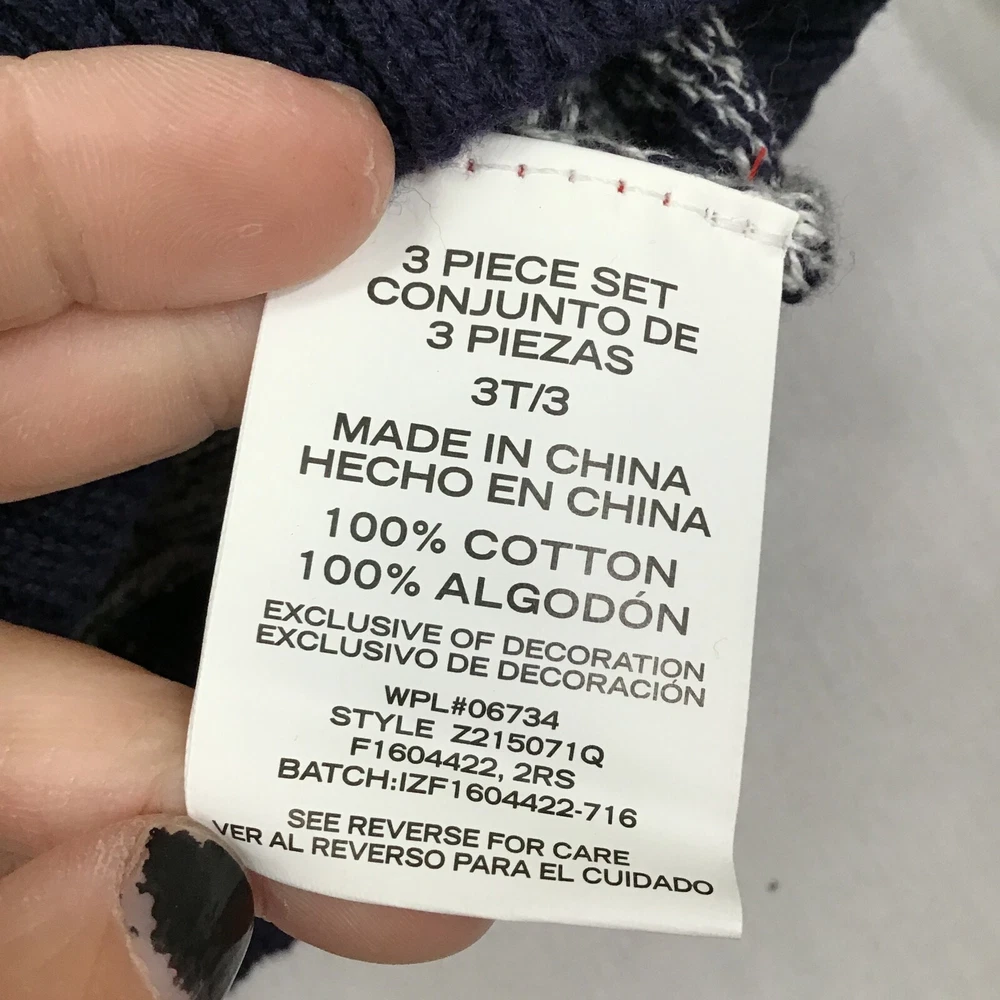 3 PIECE SET
CONJUNTO DE
3 PIEZAS
3T/3
MADE IN CHINA
HECHO EN CHINA
100% COTTON
100% ALGODÓN
EXCLUSIVE OF DECORATION
EXCLUSIVO DE DECORACIÓN
WPL#06734
STYLE Z215071Q
F1604422, 2RS
BATCH:IZF1604422-716
SEE REVERSE FOR CARE
VER AL REVERSO PARA EL CUIDADO